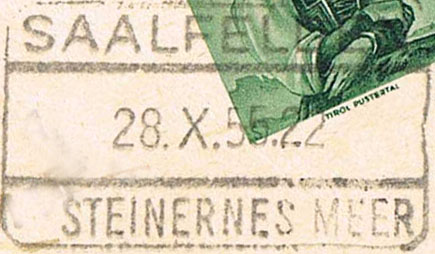 SAALFEL
TIROL PUSTERTAL
28.X.55.22
STEINERNES MEER